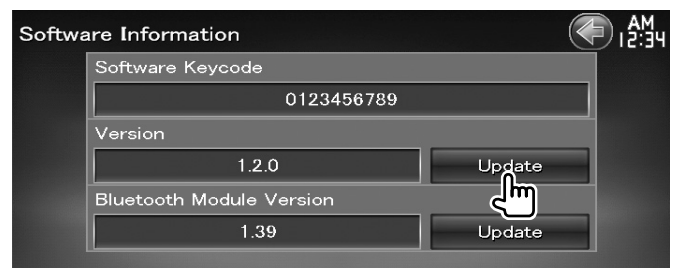 Software Information
AM
12:34
Software Keycode
0123456789
Version
1.2.0
Update
Bluetooth Module Version
1.39
Update